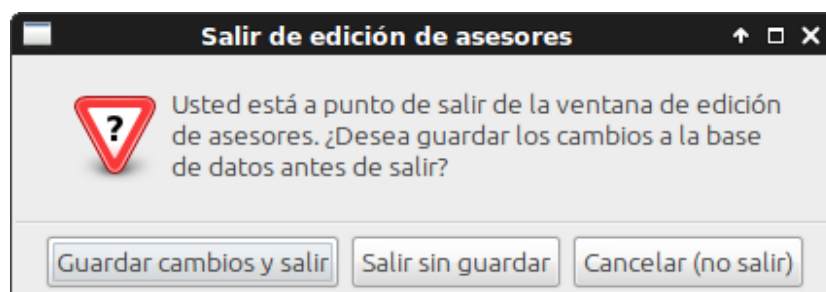 Salir de edición de asesores
?
Usted está a punto de salir de la ventana de edición
de asesores. ¿Desea guardar los cambios a la base
de datos antes de salir?
Guardar cambios y salir
Salir sin guardar
Cancelar (no salir)